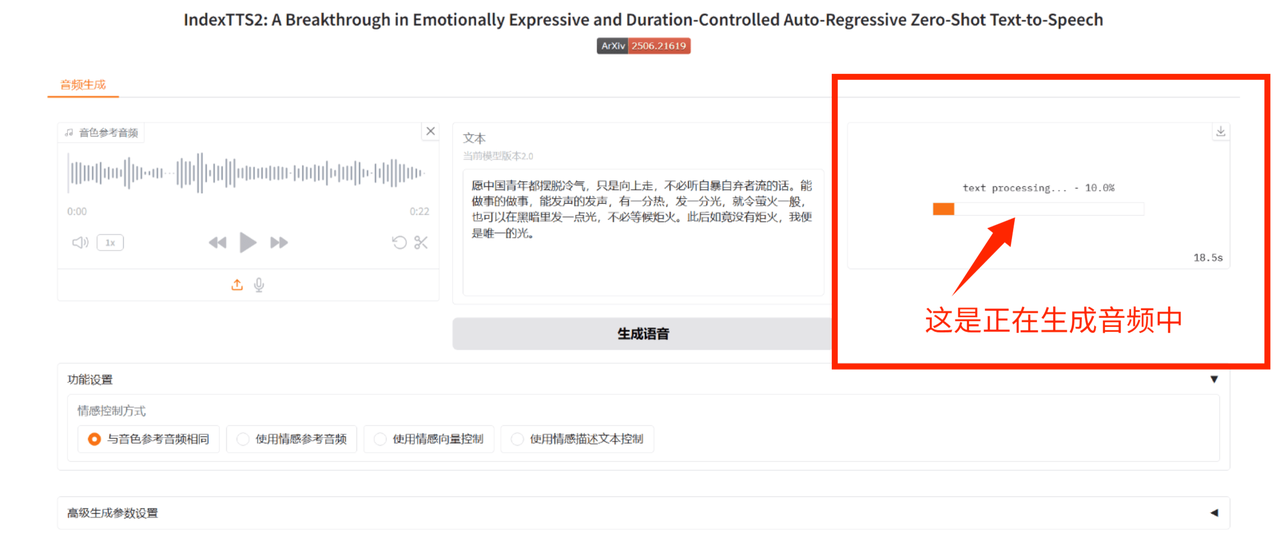 IndexTTS2: A Breakthrough in Emotionally Expressive and Duration-Controlled Auto-Regressive Zero-Shot Text-to-Speech
ArXiv 2506.21619
音频生成
音色参考音频
0:00
0:22
1x
文本
当前模型版本2.0
愿中国青年都摆脱冷气，只是向上走，不必听自暴自弃者流的话。能
做事的做事，能发声的发声，有一分热，发一分光，就令萤火一般，
也可以在黑暗里发一点光，不必等候炬火。此后如竟没有炬火，我便
是唯一的光。
生成语音
text processing... - 10.0%
18.5s
这是正在生成音频中
功能设置
情感控制方式
与音色参考音频相同
使用情感参考音频
使用情感向量控制
使用情感描述文本控制
高级生成参数设置